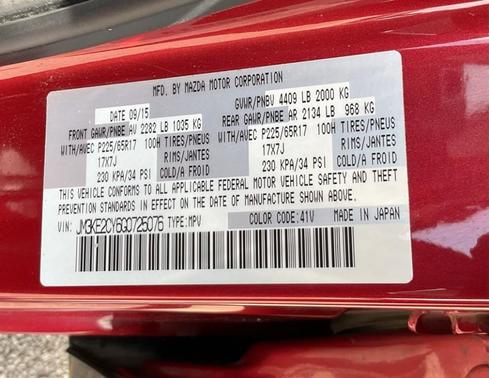 MFD. BY MAZDA MOTOR CORPORATION
DATE 09/15 GVWR/PNBV 4409 LB 2000 KG
FRONT GAWR/PNBE AV 2282 LB 1035 KG REAR GAWR/PNBE AR 2134 LB 968 KG
WITH/AVEC P225/65R17 100H TIRES/PNEUS WITH/AVEC P225/65R17 100H TIRES/PNEUS
17X7J RIMS/JANTES 17X7J RIMS/JANTES
230 KPA/34 PSI COLD/A FROID 230 KPA/34 PSI COLD/A FROID
THIS VEHICLE CONFORMS TO ALL APPLICABLE FEDERAL MOTOR VEHICLE SAFETY AND THEFT
PREVENTION STANDARDS IN EFFECT ON THE DATE OF MANUFACTURE SHOWN ABOVE.
VIN: JM3KE2CY6G0725076 TYPE: MPV COLOR CODE: 41V MADE IN JAPAN